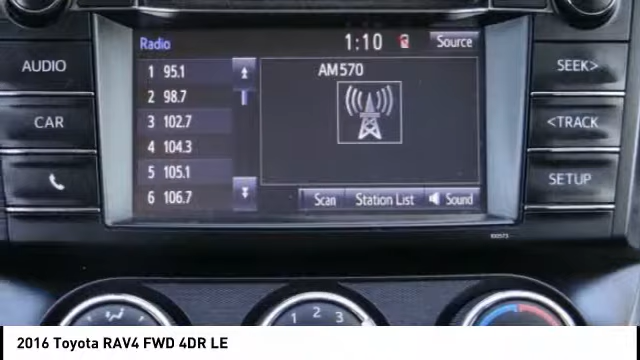 Radio
1:10
Source
AUDIO
SEEK>
1 95.1
AM570
2 98.7
CAR
3 102.7
<TRACK
4 104.3
5 105.1
SETUP
6 106.7
Scan
Station List
Sound
100573
1 2 3
2016 Toyota RAV4 FWD 4DR LE